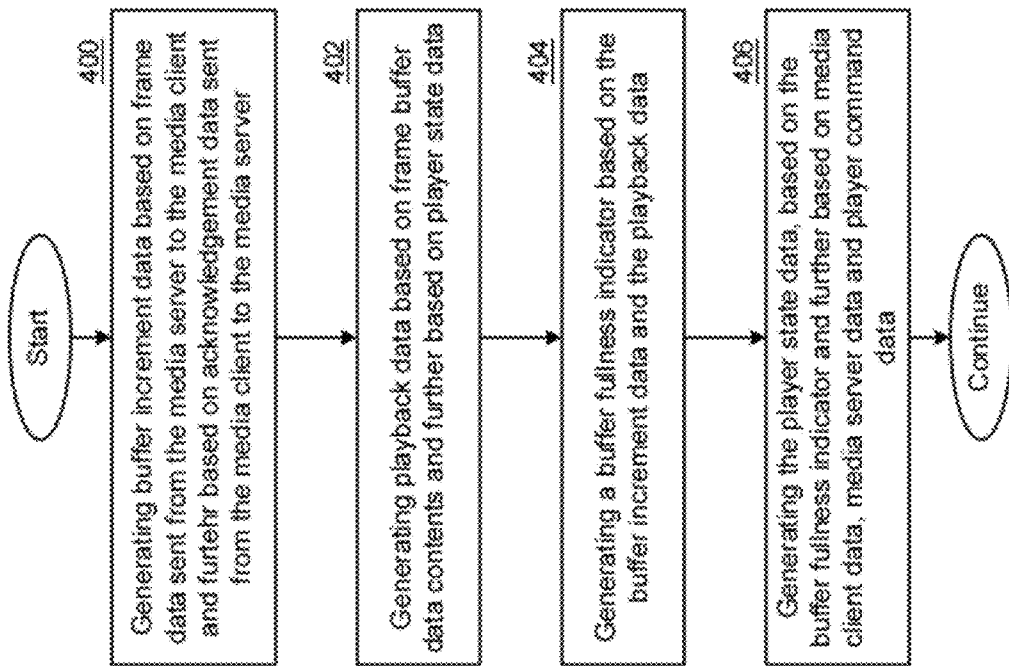 Start
400
Generating buffer increment data based on frame
data sent from the media server to the media client
and furtehr based on acknowledgement data sent
from the media client to the media server
402
Generating playback data based on frame buffer
data contents and further based on player state data
404
Generating a buffer fullness indicator based on the
buffer increment data and the playback data
406
Generating the player state data, based on the
buffer fullness indicator and further based on media
client data, media server data and player command
data
Continue